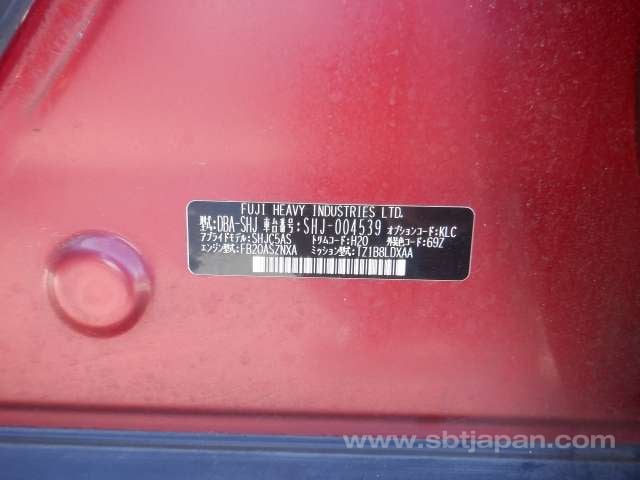 FUJI HEAVY INDUSTRIES LTD.
型式:DBA-SHJ 車台番号:SHJ-004539 オプションコード:KLC
アプライドモデル:SHJC5AS トリムコード:H20 外装色コード:69Z
エンジン型式:FB20ASZNXA ミッション型式:TZ1B8LDXAA
www.sbtjapan.com